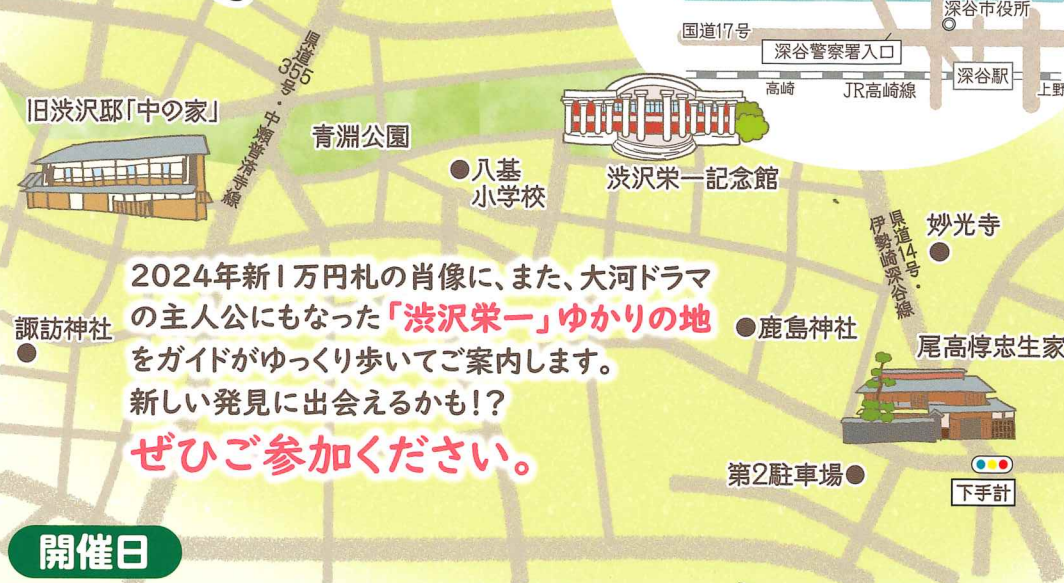 深谷市役所
国道17号
深谷警察署入口
深谷駅
高崎
JR高崎線
上野
県道355号・中瀬普済寺線
旧渋沢邸「中の家」
青淵公園
八基
小学校
渋沢栄一記念館
県道14号・
伊勢崎深谷線
妙光寺
2024年新1万円札の肖像に、また、大河ドラマ
の主人公にもなった「渋沢栄一」ゆかりの地
をガイドがゆっくり歩いてご案内します。
新しい発見に出会えるかも!?
ぜひご参加ください。
諏訪神社
鹿島神社
尾高惇忠生家
第2駐車場
下手計
開催日